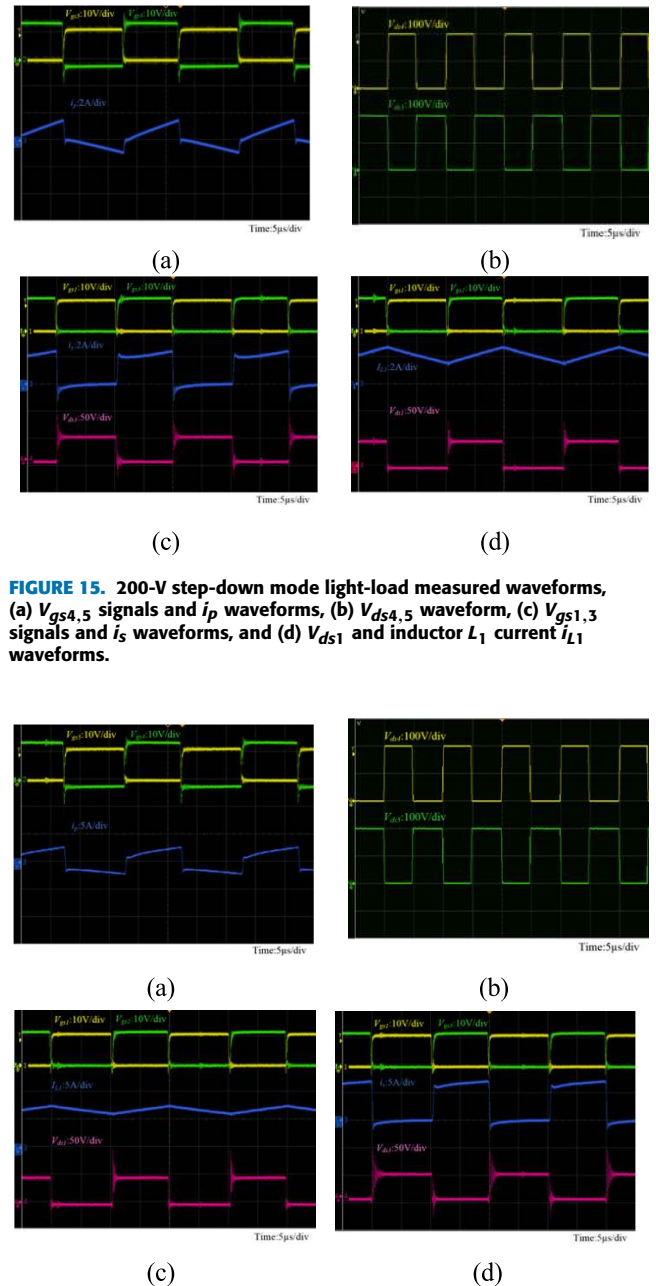 Vgs5:10V/div Vgs4:10V/div
ip:2A/div
Time:5μs/div
(a)
Vds4:100V/div
Vds5:100V/div
Time:5μs/div
(b)
Vgs1:10V/div Vgs3:10V/div
is:2A/div
Vds1:50V/div
Time:5μs/div
(c)
Vgs1:10V/div Vgs3:10V/div
IL1:2A/div
Vds1:50V/div
Time:5μs/div
(d)
FIGURE 15. 200-V step-down mode light-load measured waveforms,
(a) Vgs4,5 signals and ip waveforms, (b) Vds4,5 waveform, (c) Vgs1,3
signals and is waveforms, and (d) Vds1 and inductor L1 current iL1
waveforms.
Vgs5:10V/div Vgs4:10V/div
ip:5A/div
Time:5μs/div
(a)
Vds4:100V/div
Vds5:100V/div
Time:5μs/div
(b)
Vgs1:10V/div Vgs3:10V/div
IL1:5A/div
Vds1:50V/div
Time:5μs/div
(c)
Vgs1:10V/div Vgs3:10V/div
is:5A/div
Vds1:50V/div
Time:5μs/div
(d)